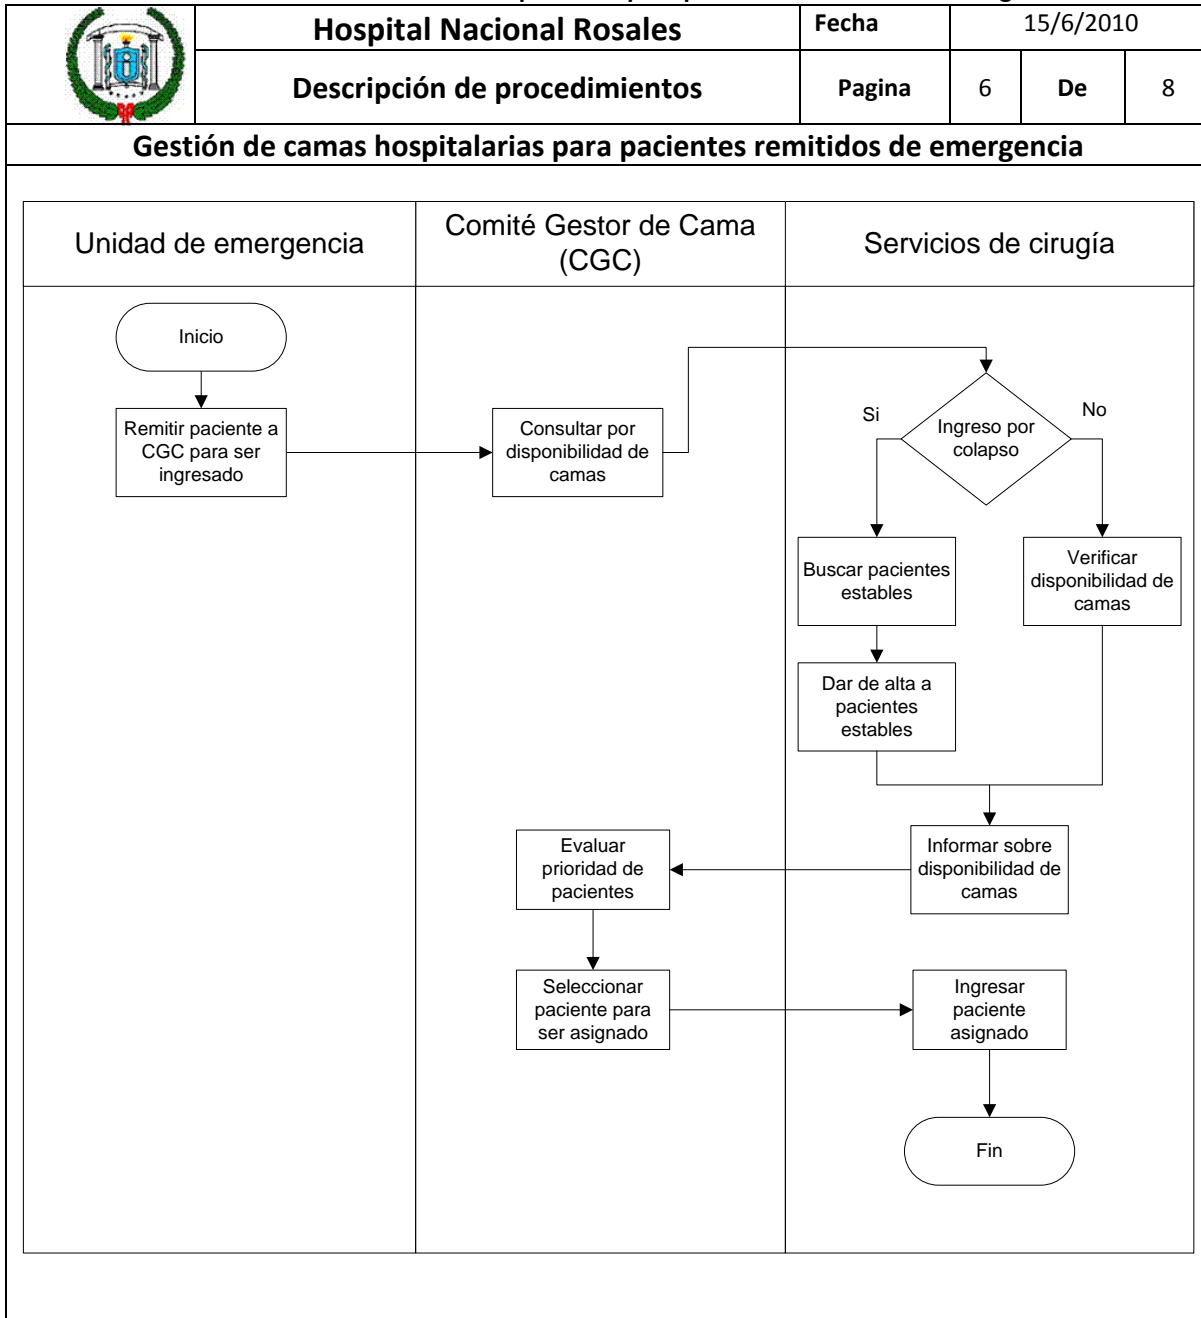 Hospital Nacional Rosales
Fecha
15/6/2010
Descripción de procedimientos
Pagina
6
De
8
Gestión de camas hospitalarias para pacientes remitidos de emergencia
Unidad de emergencia
Comité Gestor de Cama
(CGC)
Servicios de cirugía
Inicio
Remitir paciente a
CGC para ser
ingresado
Consultar por
disponibilidad de
camas
Ingreso por
colapso
Si
No
Buscar pacientes
estables
Verificar
disponibilidad de
camas
Dar de alta a
pacientes
estables
Informar sobre
disponibilidad de
camas
Evaluar
prioridad de
pacientes
Seleccionar
paciente para
ser asignado
Ingresar
paciente
asignado
Fin